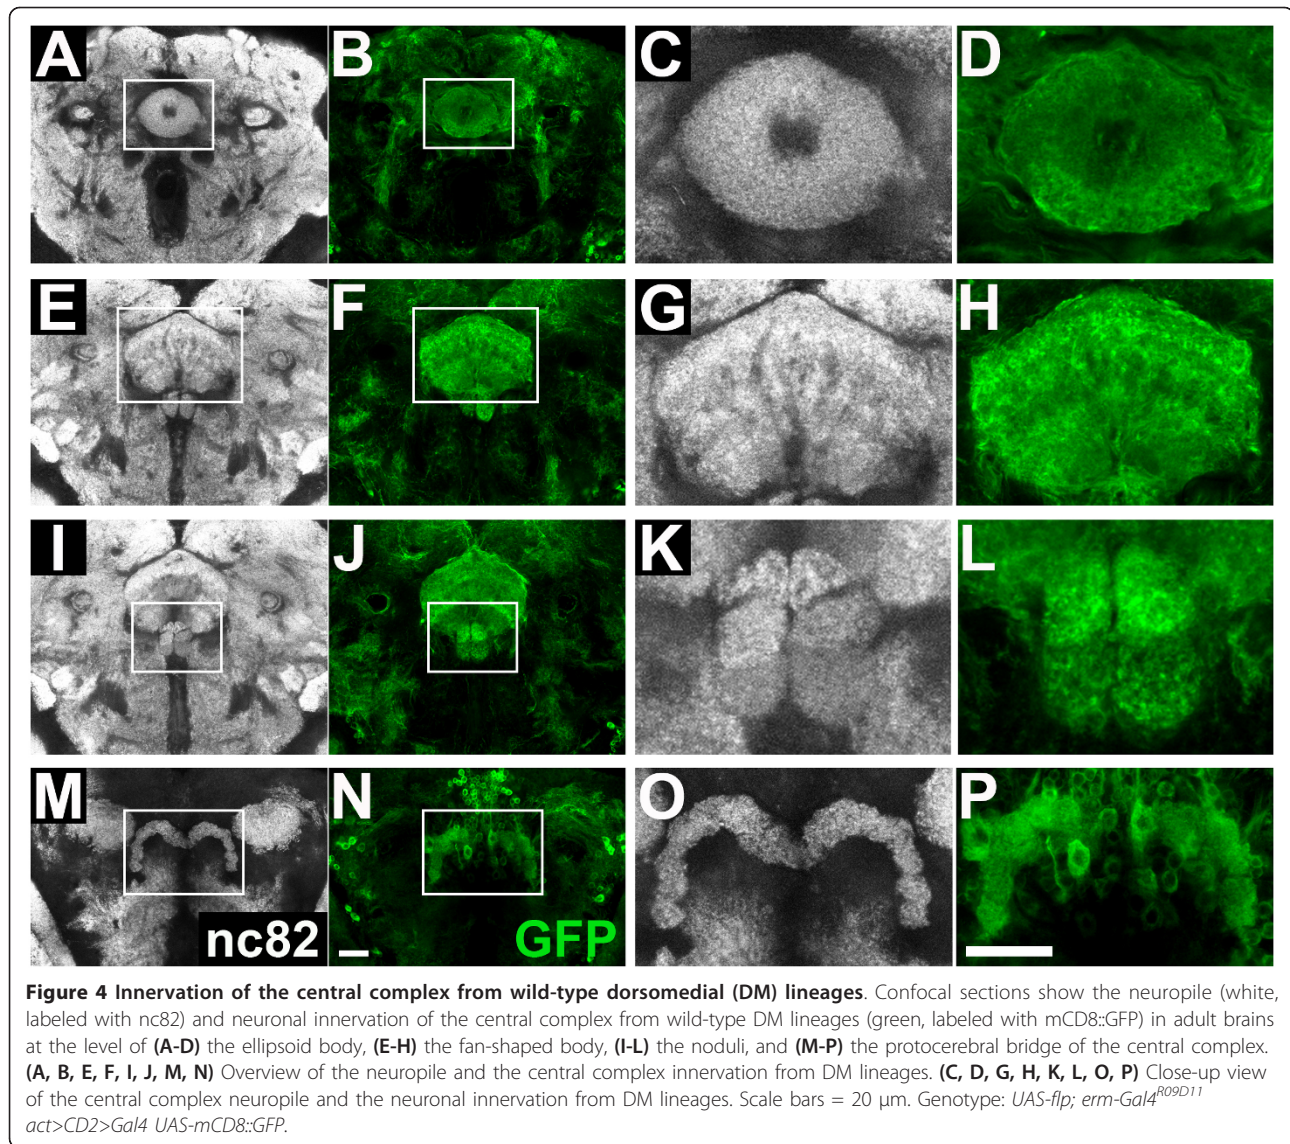 A B C D
E F G H
I J K L
M N O P
nc82 GFP
Figure 4 Innervation of the central complex from wild-type dorsomedial (DM) lineages. Confocal sections show the neuropile (white,
labeled with nc82) and neuronal innervation of the central complex from wild-type DM lineages (green, labeled with mCD8::GFP) in adult brains
at the level of (A-D) the ellipsoid body, (E-H) the fan-shaped body, (I-L) the noduli, and (M-P) the protocerebral bridge of the central complex.
(A, B, E, F, I, J, M, N) Overview of the neuropile and the central complex innervation from DM lineages. (C, D, G, H, K, L, O, P) Close-up view
of the central complex neuropile and the neuronal innervation from DM lineages. Scale bars = 20 μm. Genotype: UAS-flp; erm-Gal4R09D11
act>CD2>Gal4 UAS-mCD8::GFP.